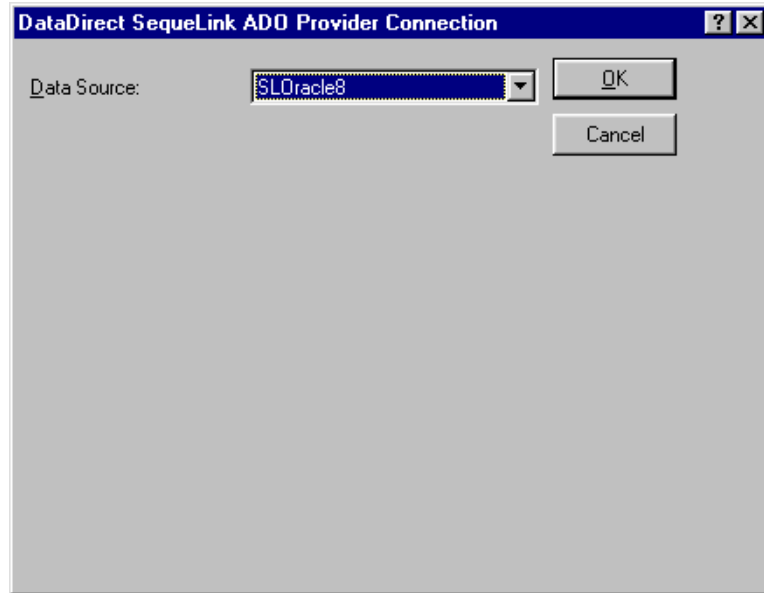 DataDirect SequeLink ADO Provider Connection ?
Data Source: SLOracle8 OK
Cancel